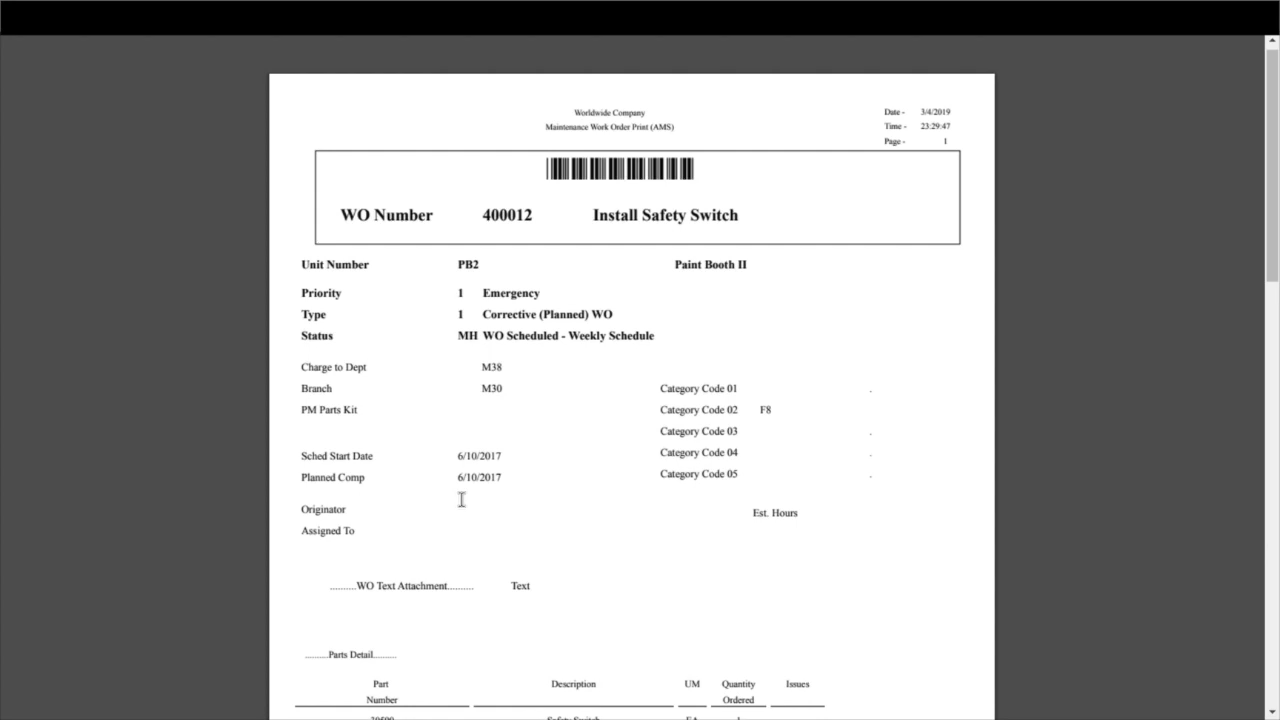 Worldwide Company
Maintenance Work Order Print (AMS)
Date - 3/4/2019
Time - 23:29:47
Page - 1
WO Number 400012 Install Safety Switch
Unit Number PB2 Paint Booth II
Priority 1 Emergency
Type 1 Corrective (Planned) WO
Status MH WO Scheduled - Weekly Schedule
Charge to Dept M38
Branch M30 Category Code 01 .
PM Parts Kit Category Code 02 F8
Category Code 03 .
Category Code 04 .
Sched Start Date 6/10/2017
Category Code 05 .
Planned Comp 6/10/2017
Originator Est. Hours
Assigned To
..........WO Text Attachment.......... Text
.........Parts Detail.........
Part Number Description UM Quantity Ordered Issues
Safety Switch EA 1